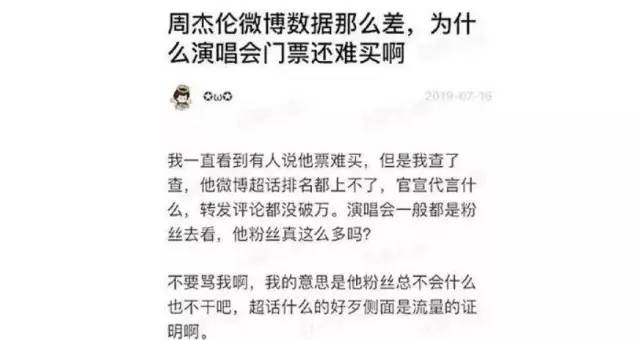 周杰伦微博数据那么差，为什
么演唱会门票还难买啊
✪ω✪
2019-07-16
我一直看到有人说他票难买，但是我查了
查，他微博超话排名都上不了，官宣代言什
么，转发评论都没破万。演唱会一般都是粉
丝去看，他粉丝真这么多吗？
不要骂我啊，我的意思是他粉丝总不会什么
也不干吧，超话什么的好歹侧面是流量的证
明啊。